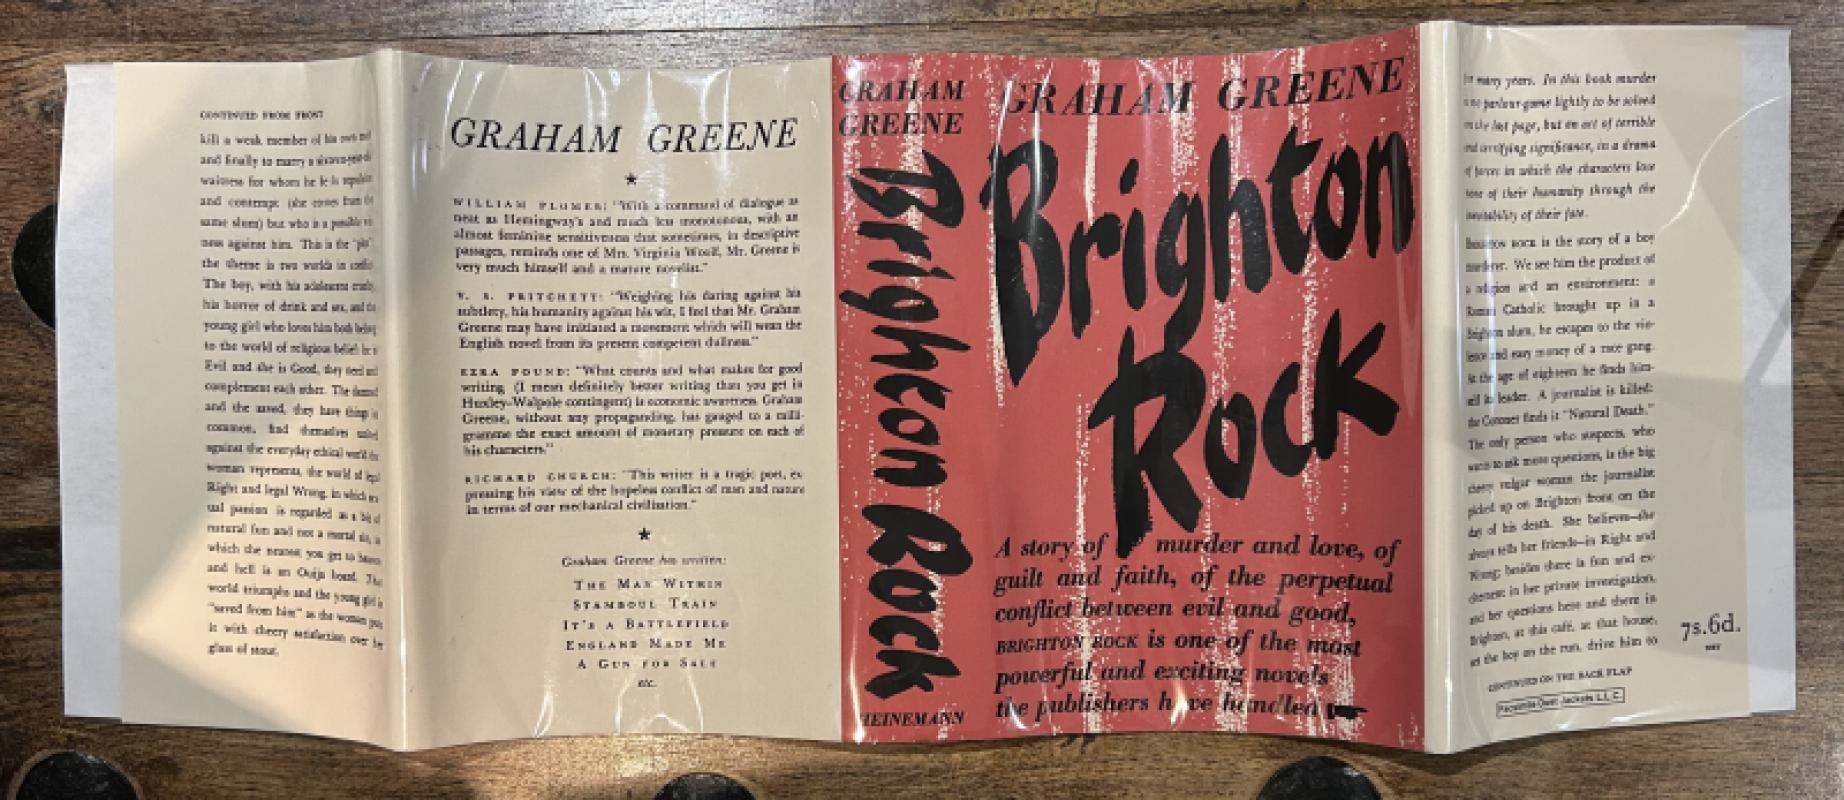 CONTINUED FROM FRONT
kill a weak member of his own
and finally to marry a
waitress for whom he
and contempt (she comes from
same slum) but who is a possible
ness against him. This is the
the theme is two worlds in
The boy, with his
his horror of drink and sex, and
young girl who loves him both belong
to the world of religious belief: he is
Evil and she is Good, they need
complement each other. The
and the saved, they have things
common, find themselves
against the everyday ethical world
woman represents, the world of
Right and legal Wrong, in which
ual passion is regarded as a
natural fun and not a mortal sin,
which the nearest you get to
and hell is an Ouija board. The
world triumphs and the young girl is
"saved from him" as the woman
it with cheery satisfaction over
glass of stout.
GRAHAM GREENE
★
WILLIAM PLOMER: "With a command of dialogue as
neat as Hemingway's and much less monotonous, with an
almost feminine sensitiveness that sometimes, in descriptive
passages, reminds one of Mrs. Virginia Woolf, Mr. Greene is
very much himself and a mature novelist."
V. S. PRITCHETT: "Weighing his daring against his
subtlety, his humanity against his wit, I feel that Mr. Graham
Greene may have initiated a movement which will wean the
English novel from its present competent dullness."
EZRA POUND: "What counts and what makes for good
writing (I mean definitely better writing than you get in
Huxley-Walpole contingent) is economic awareness. Graham
Greene, without any propaganding, has gauged to a milli-
gramme the exact amount of monetary pressure on each of
his characters."
RICHARD CHURCH: "This writer is a tragic poet, ex
pressing his view of the hopeless conflict of man and nature
in terms of our mechanical civilisation."
★
Graham Greene has written:
THE MAN WITHIN
STAMBOUL TRAIN
IT'S A BATTLEFIELD
ENGLAND MADE ME
A GUN FOR SALE
etc.
GRAHAM
GREENE
Brighton Rock
HEINEMANN
GRAHAM GREENE
Brighton
Rock
A story of murder and love, of
guilt and faith, of the perpetual
conflict between evil and good,
BRIGHTON ROCK is one of the most
powerful and exciting novels
the publishers have handled
many years. In this book murder
parlour-game lightly to be solved
on the last page, but an act of terrible
and terrifying significance, in a drama
of forces in which the characters lose
none of their humanity through the
inevitability of their fate.
BRIGHTON ROCK is the story of a boy
murderer. We see him the product of
a religion and an environment: a
Roman Catholic brought up in a
Brighton slum, he escapes to the vio-
lence and easy money of a race gang.
At the age of eighteen he finds him-
self its leader. A journalist is killed:
the Coroner finds it "Natural Death."
The only person who suspects, who
wants to ask more questions, is the big
cheery vulgar woman the journalist
picked up on Brighton front on the
day of his death. She believes—she
always tells her friends—in Right and
Wrong; besides there is fun and ex-
citement in her private investigation,
and her questions here and there in
Brighton, at this café, at that house,
set the boy on the run, drive him to
CONTINUED ON THE BACK FLAP
7s.6d.
NET
Facsimile Dust Jackets L.L.C.